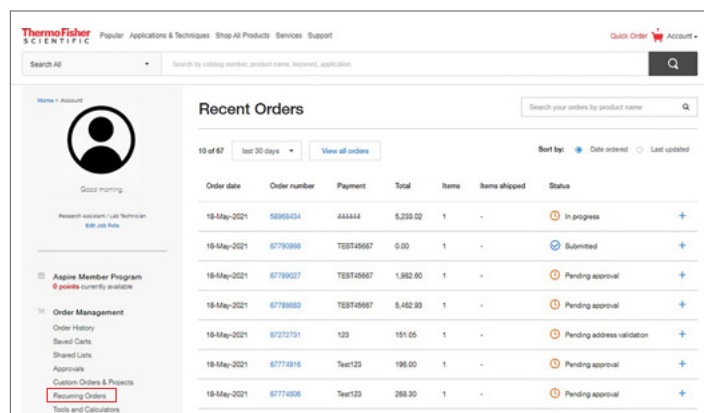 ThermoFisher
SCIENTIFIC
Popular Applications & Techniques Shop All Products Services Support
Quick Order Account
Search All
Search by catalog number, product name, keyword, application
Home > Account
Good morning,
Research Assistant / Lab Technician
Edit Job Role
Aspire Member Program
0 points currently available
Order Management
Order History
Saved Carts
Shared Lists
Approvals
Custom Orders & Projects
Recurring Orders
Tools and Calculators
Recent Orders
Search your orders by product name
10 of 67 last 30 days View all orders
Sort by: Date ordered Last updated
Order date Order number Payment Total Items Items shipped Status
18-May-2021 58968434 5,233.02 1 - In progress +
18-May-2021 67790998 TEST45667 0.00 1 - Submitted +
18-May-2021 67789027 TEST45667 1,982.60 1 - Pending approval +
18-May-2021 67788683 TEST45667 5,452.93 1 - Pending approval +
18-May-2021 67272731 123 151.05 1 - Pending address validation +
18-May-2021 67774916 Test123 196.00 1 - Pending approval +
18-May-2021 67774506 Test123 268.30 1 - Pending approval +